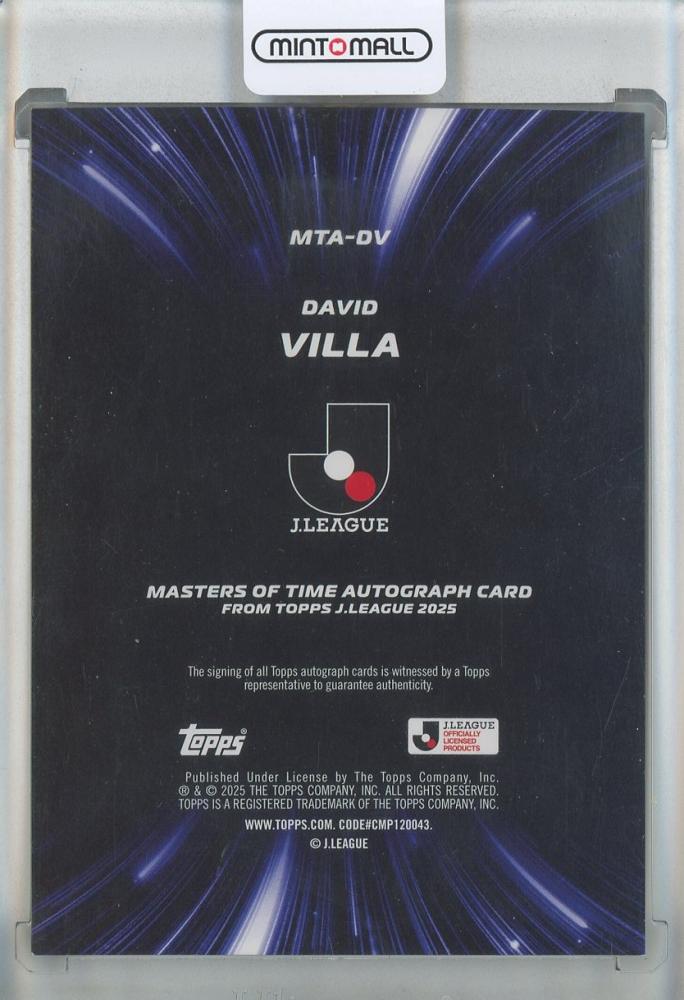 MINTOMALL
MTA-DV
DAVID
VILLA
J.LEAGUE
MASTERS OF TIME AUTOGRAPH CARD
FROM TOPPS J.LEAGUE 2025
The signing of all Topps autograph cards is witnessed by a Topps
representative to guarantee authenticity.
topps®
J.LEAGUE
OFFICIALLY
LICENSED
PRODUCTS
Published Under License by The Topps Company, Inc.
® & © 2025 THE TOPPS COMPANY, INC. ALL RIGHTS RESERVED.
TOPPS IS A REGISTERED TRADEMARK OF THE TOPPS COMPANY, INC.
WWW.TOPPS.COM. CODE#CMP120043.
© J.LEAGUE